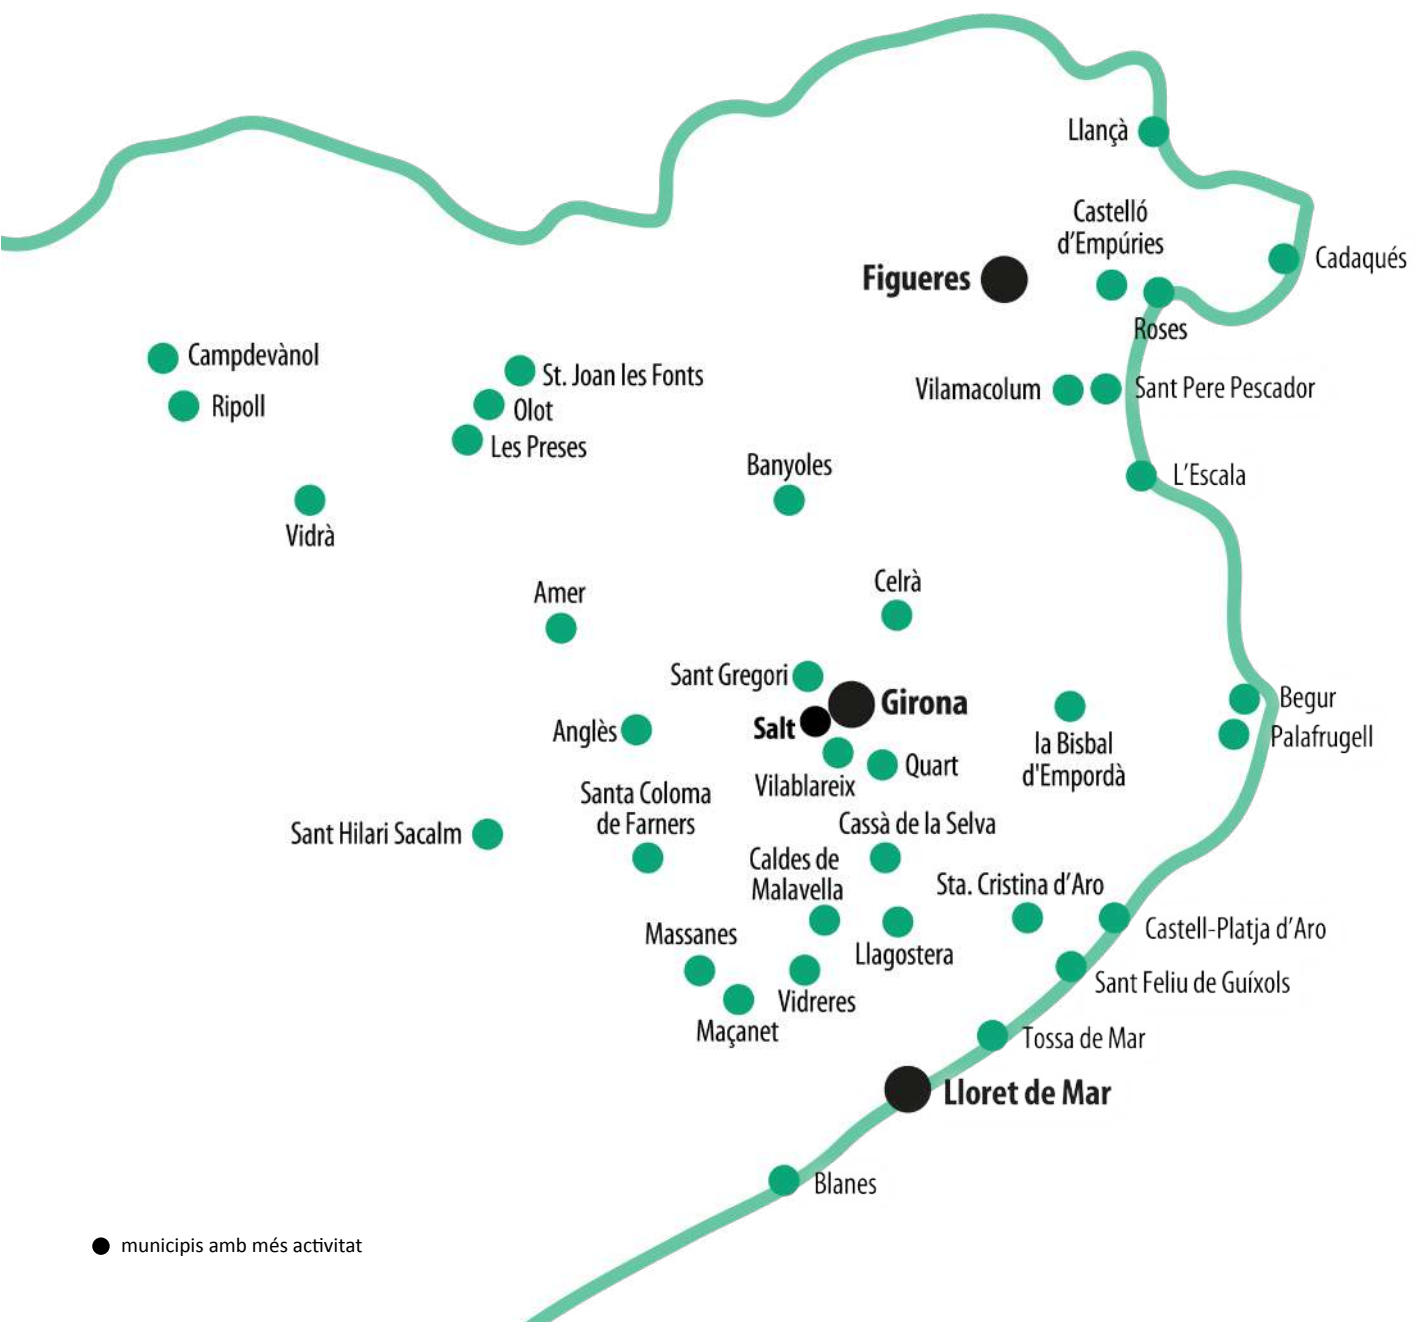 Llançà
Castelló
d'Empúries
Cadaqués
Figueres
Roses
Campdevànol
St. Joan les Fonts
Vilamacolum
Sant Pere Pescador
Ripoll
Olot
Les Preses
Banyoles
L'Escala
Vidrà
Celrà
Amer
Sant Gregori
Girona
Begur
Salt
Anglès
Palafrugell
la Bisbal
d'Empordà
Quart
Vilablareix
Santa Coloma
de Farners
Cassà de la Selva
Sant Hilari Sacalm
Caldes de
Malavella
Sta. Cristina d'Aro
Castell-Platja d'Aro
Massanes
Llagostera
Sant Feliu de Guíxols
Vidreres
Maçanet
Tossa de Mar
Lloret de Mar
Blanes
municipis amb més activitat